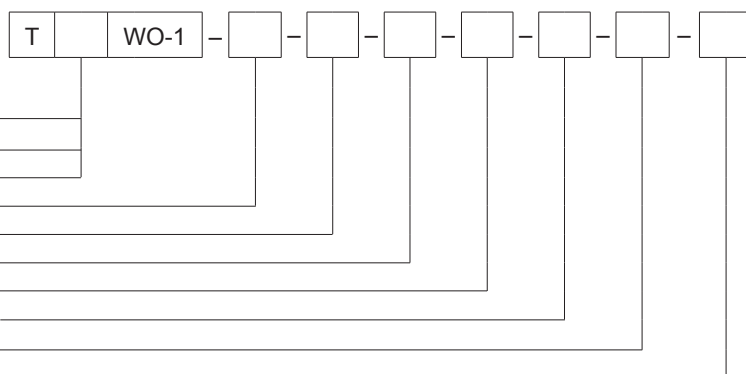 T WO-1 – – – – – – –